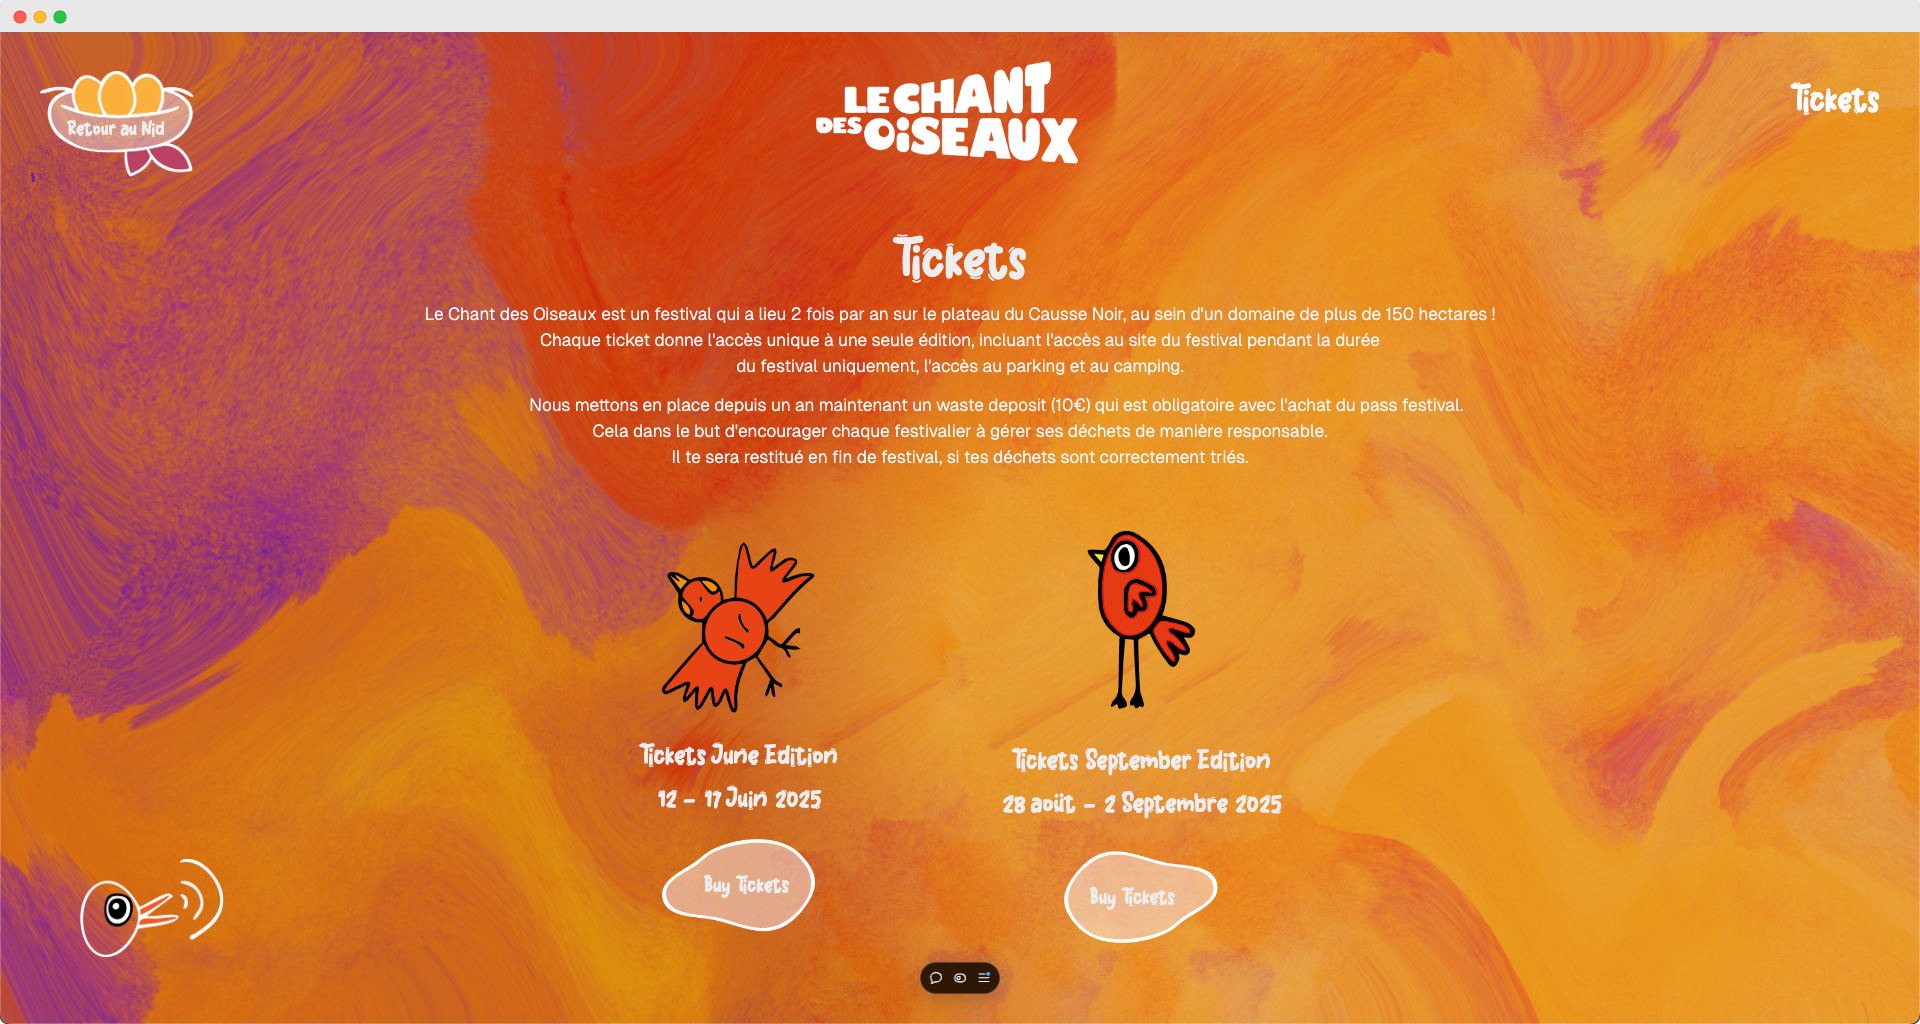 Retour au Nid
LE CHANT
DES OiSEAUX
Tickets
Tickets
Le Chant des Oiseaux est un festival qui a lieu 2 fois par an sur le plateau du Causse Noir, au sein d'un domaine de plus de 150 hectares !
Chaque ticket donne l'accès unique à une seule édition, incluant l'accès au site du festival pendant la durée
du festival uniquement, l'accès au parking et au camping.
Nous mettons en place depuis un an maintenant un waste deposit (10€) qui est obligatoire avec l'achat du pass festival.
Cela dans le but d'encourager chaque festivalier à gérer ses déchets de manière responsable.
Il te sera restitué en fin de festival, si tes déchets sont correctement triés.
Tickets June Edition
12 – 17 Juin 2025
Buy Tickets
Tickets September Edition
28 août – 2 Septembre 2025
Buy Tickets